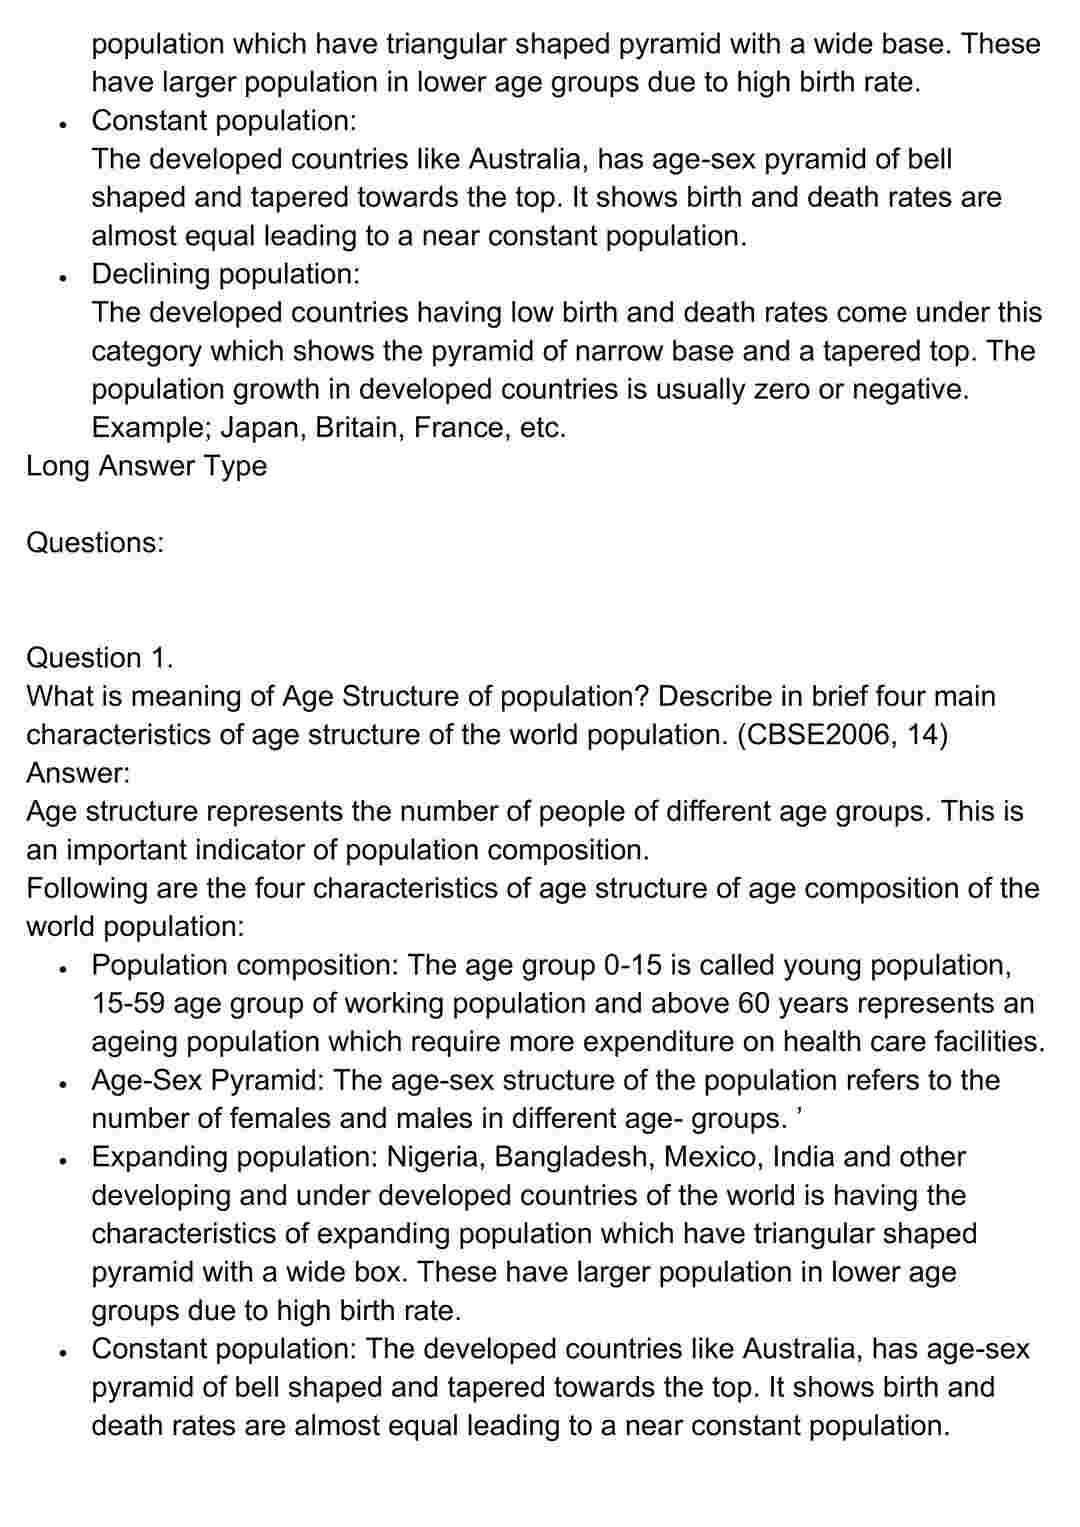 population which have triangular shaped pyramid with a wide base. These
have larger population in lower age groups due to high birth rate.
• Constant population:
The developed countries like Australia, has age-sex pyramid of bell
shaped and tapered towards the top. It shows birth and death rates are
almost equal leading to a near constant population.
• Declining population:
The developed countries having low birth and death rates come under this
category which shows the pyramid of narrow base and a tapered top. The
population growth in developed countries is usually zero or negative.
Example; Japan, Britain, France, etc.
Long Answer Type
Questions:
Question 1.
What is meaning of Age Structure of population? Describe in brief four main
characteristics of age structure of the world population. (CBSE2006, 14)
Answer:
Age structure represents the number of people of different age groups. This is
an important indicator of population composition.
Following are the four characteristics of age structure of age composition of the
world population:
• Population composition: The age group 0-15 is called young population,
15-59 age group of working population and above 60 years represents an
ageing population which require more expenditure on health care facilities.
• Age-Sex Pyramid: The age-sex structure of the population refers to the
number of females and males in different age- groups. ’
• Expanding population: Nigeria, Bangladesh, Mexico, India and other
developing and under developed countries of the world is having the
characteristics of expanding population which have triangular shaped
pyramid with a wide box. These have larger population in lower age
groups due to high birth rate.
• Constant population: The developed countries like Australia, has age-sex
pyramid of bell shaped and tapered towards the top. It shows birth and
death rates are almost equal leading to a near constant population.